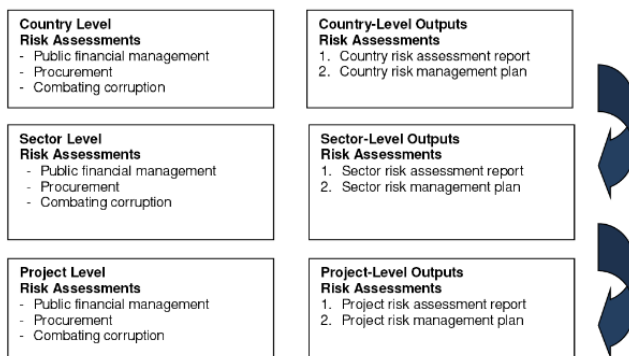 Country Level
Risk Assessments
- Public financial management
- Procurement
- Combating corruption
Country-Level Outputs
Risk Assessments
1. Country risk assessment report
2. Country risk management plan
Sector Level
Risk Assessments
- Public financial management
- Procurement
- Combating corruption
Sector-Level Outputs
Risk Assessments
1. Sector risk assessment report
2. Sector risk management plan
Project Level
Risk Assessments
- Public financial management
- Procurement
- Combating corruption
Project-Level Outputs
Risk Assessments
1. Project risk assessment report
2. Project risk management plan